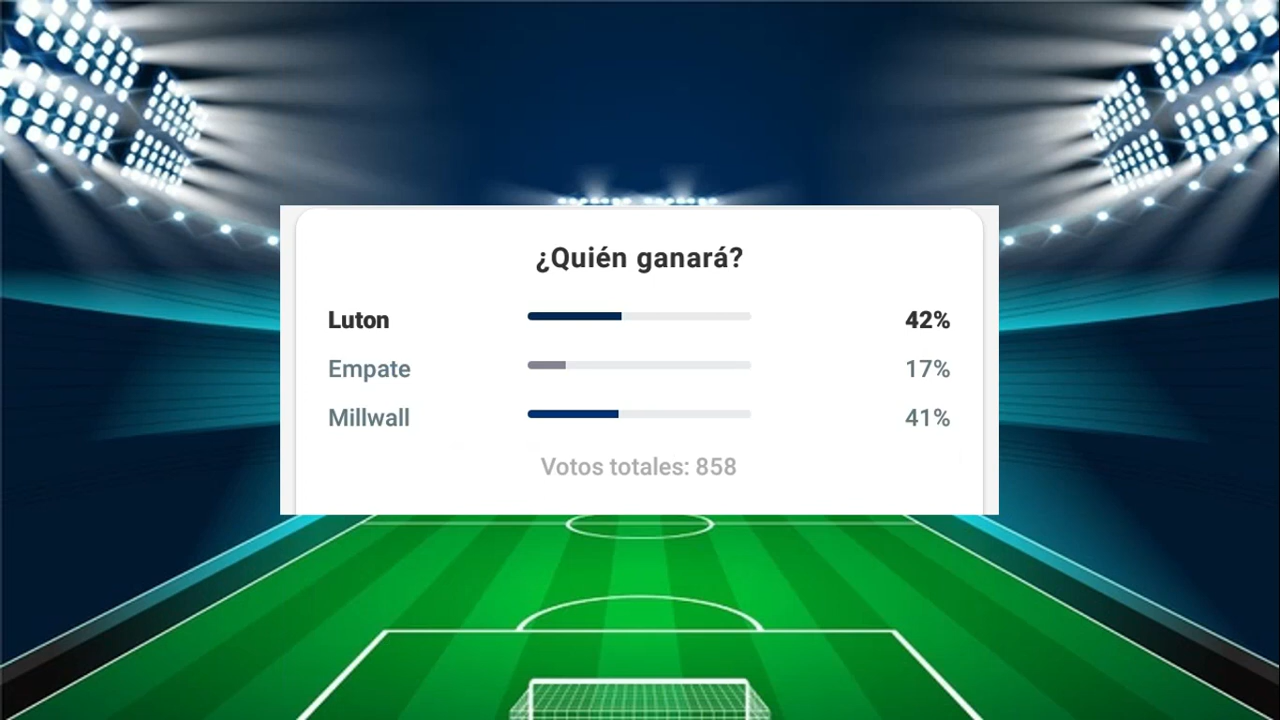 ¿Quién ganará?
Luton 42%
Empate 17%
Millwall 41%
Votos totales: 858